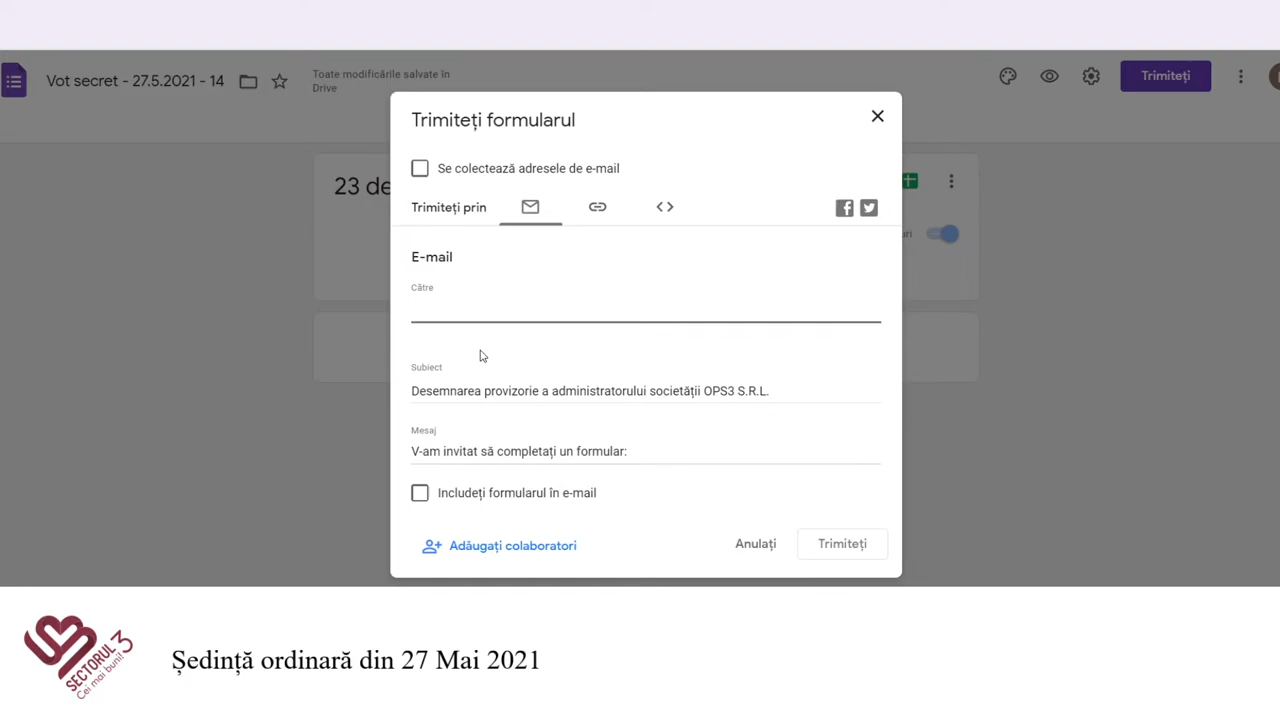 Vot secret - 27.5.2021 - 14
Toate modificările salvate în
Drive
Trimiteți
Trimiteți formularul
Se colectează adresele de e-mail
23 de
Trimiteți prin
uri
E-mail
Către
Subiect
Desemnarea provizorie a administratorului societății OPS3 S.R.L.
Mesaj
V-am invitat să completați un formular:
Includeți formularul în e-mail
Adăugați colaboratori
Anulați
Trimiteți
SECTORUL 3
Cei mai buni!
Ședință ordinară din 27 Mai 2021